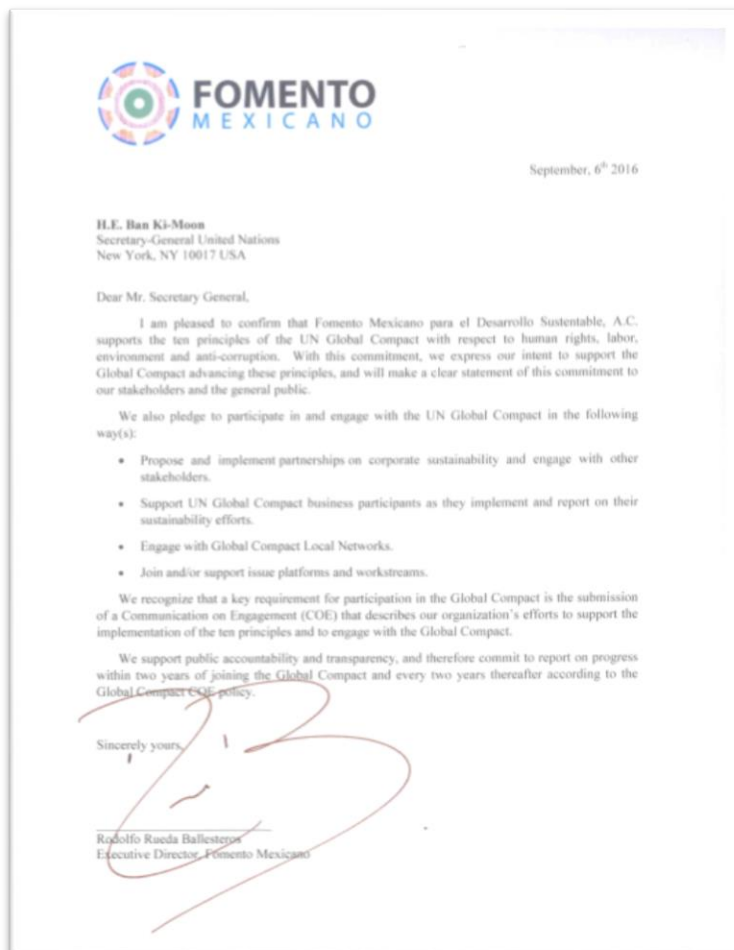 FOMENTO
MEXICANO
September, 6th 2016
H.E. Ban Ki-Moon
Secretary-General United Nations
New York, NY 10017 USA
Dear Mr. Secretary General,
I am pleased to confirm that Fomento Mexicano para el Desarrollo Sustentable, A.C.
supports the ten principles of the UN Global Compact with respect to human rights, labor,
environment and anti-corruption. With this commitment, we express our intent to support the
Global Compact advancing these principles, and will make a clear statement of this commitment to
our stakeholders and the general public.
We also pledge to participate in and engage with the UN Global Compact in the following
way(s):
• Propose and implement partnerships on corporate sustainability and engage with other
stakeholders.
• Support UN Global Compact business participants as they implement and report on their
sustainability efforts.
• Engage with Global Compact Local Networks.
• Join and/or support issue platforms and workstreams.
We recognize that a key requirement for participation in the Global Compact is the submission
of a Communication on Engagement (COE) that describes our organization's efforts to support the
implementation of the ten principles and to engage with the Global Compact.
We support public accountability and transparency, and therefore commit to report on progress
within two years of joining the Global Compact and every two years thereafter according to the
Global Compact COE policy.
Sincerely yours,
Rodolfo Rueda Ballesteros
Executive Director, Fomento Mexicano